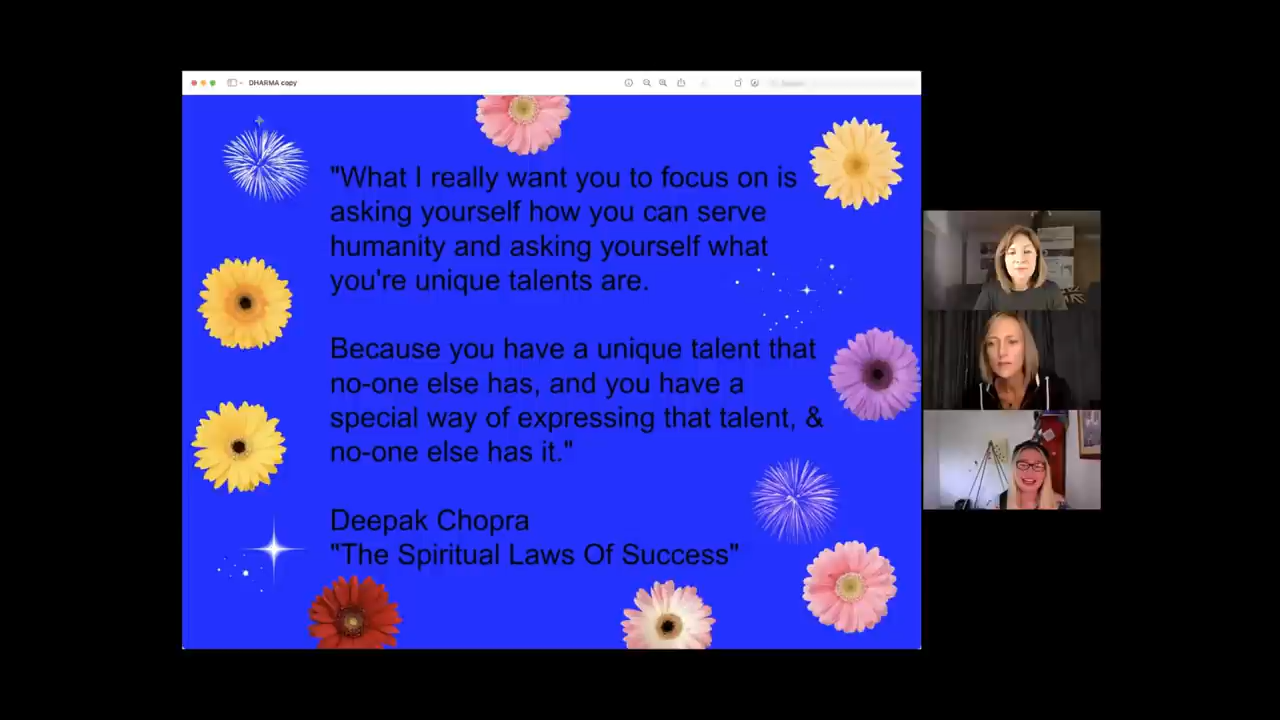 DHARMA copy
"What I really want you to focus on is
asking yourself how you can serve
humanity and asking yourself what
you're unique talents are.
Because you have a unique talent that
no-one else has, and you have a
special way of expressing that talent, &
no-one else has it."
Deepak Chopra
"The Spiritual Laws Of Success"